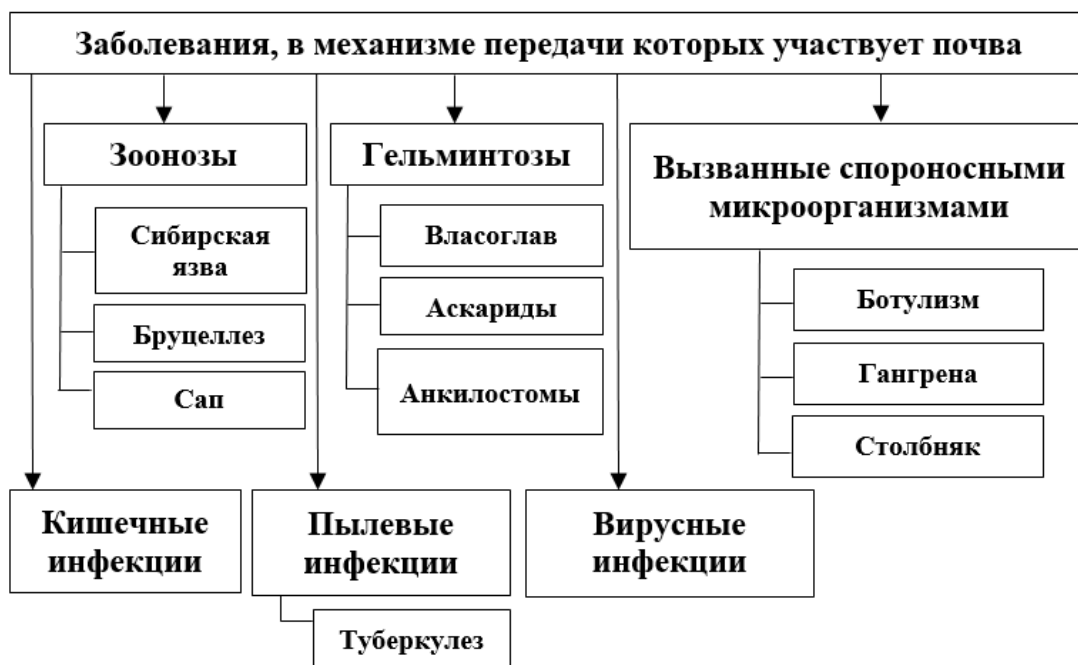 Заболевания, в механизме передачи которых участвует почва
Зоонозы
Сибирская
язва
Бруцеллез
Сап
Гельминтозы
Власоглав
Аскариды
Анкилостомы
Вызванные спороносными
микроорганизмами
Ботулизм
Гангрена
Столбняк
Кишечные
инфекции
Пылевые
инфекции
Туберкулез
Вирусные
инфекции